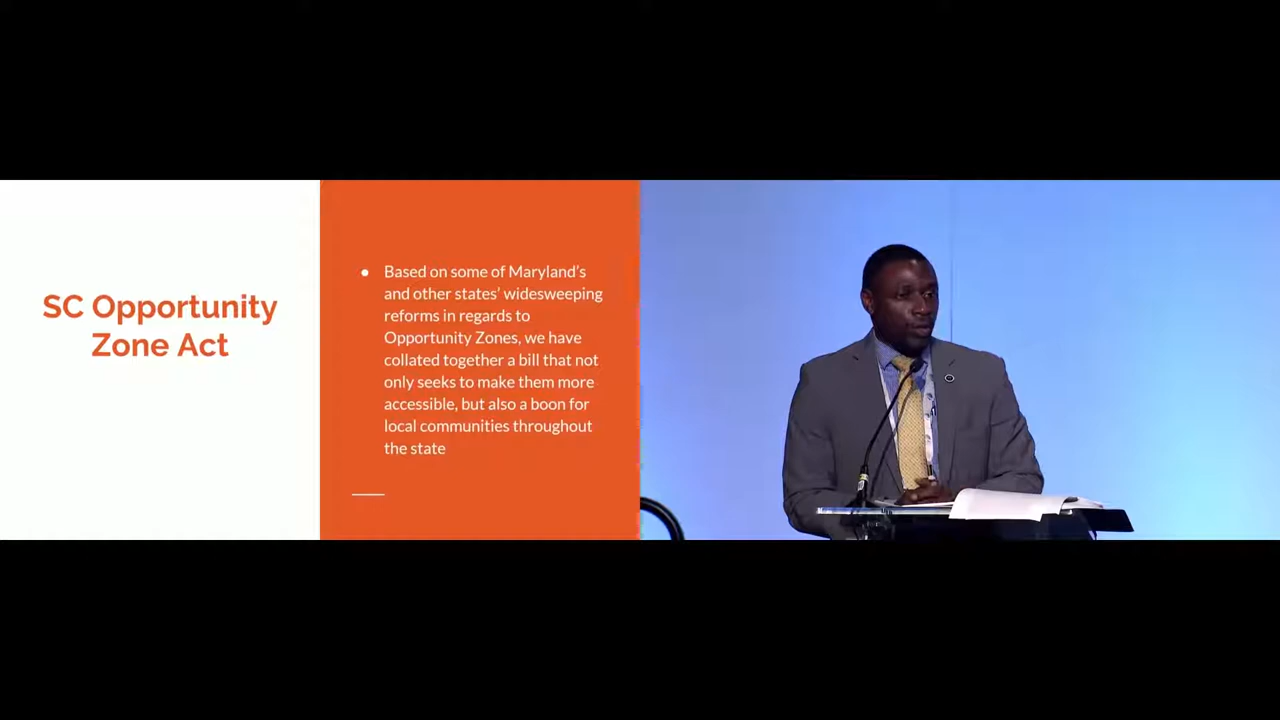 SC Opportunity
Zone Act
● Based on some of Maryland's
and other states' widesweeping
reforms in regards to
Opportunity Zones, we have
collated together a bill that not
only seeks to make them more
accessible, but also a boon for
local communities throughout
the state